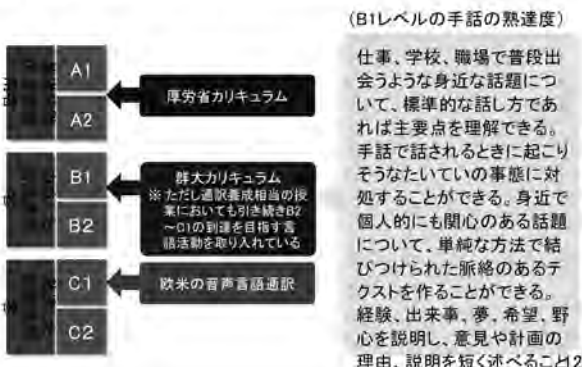 (B1レベルの手話の熟達度)
A1
A2
厚労省カリキュラム
B1
B2
群大カリキュラム
※ただし通訳養成相当の授
業においても引き続きB2
～C1の到達を目指す言
語活動を取り入れている
C1
C2
欧米の音声言語通訳
仕事、学校、職場で普段出
会うような身近な話題につ
いて、標準的な話し方であ
れば主要点を理解できる。
手話で話されるときに起こり
そうなたいていの事態に対
処することができる。身近で
個人的にも関心のある話題
について、単純な方法で結
びつけられた脈絡のあるテ
クストを作ることができる。
経験、出来事、夢、希望、野
心を説明し、意見や計画の
理由、説明を短く述べること
2